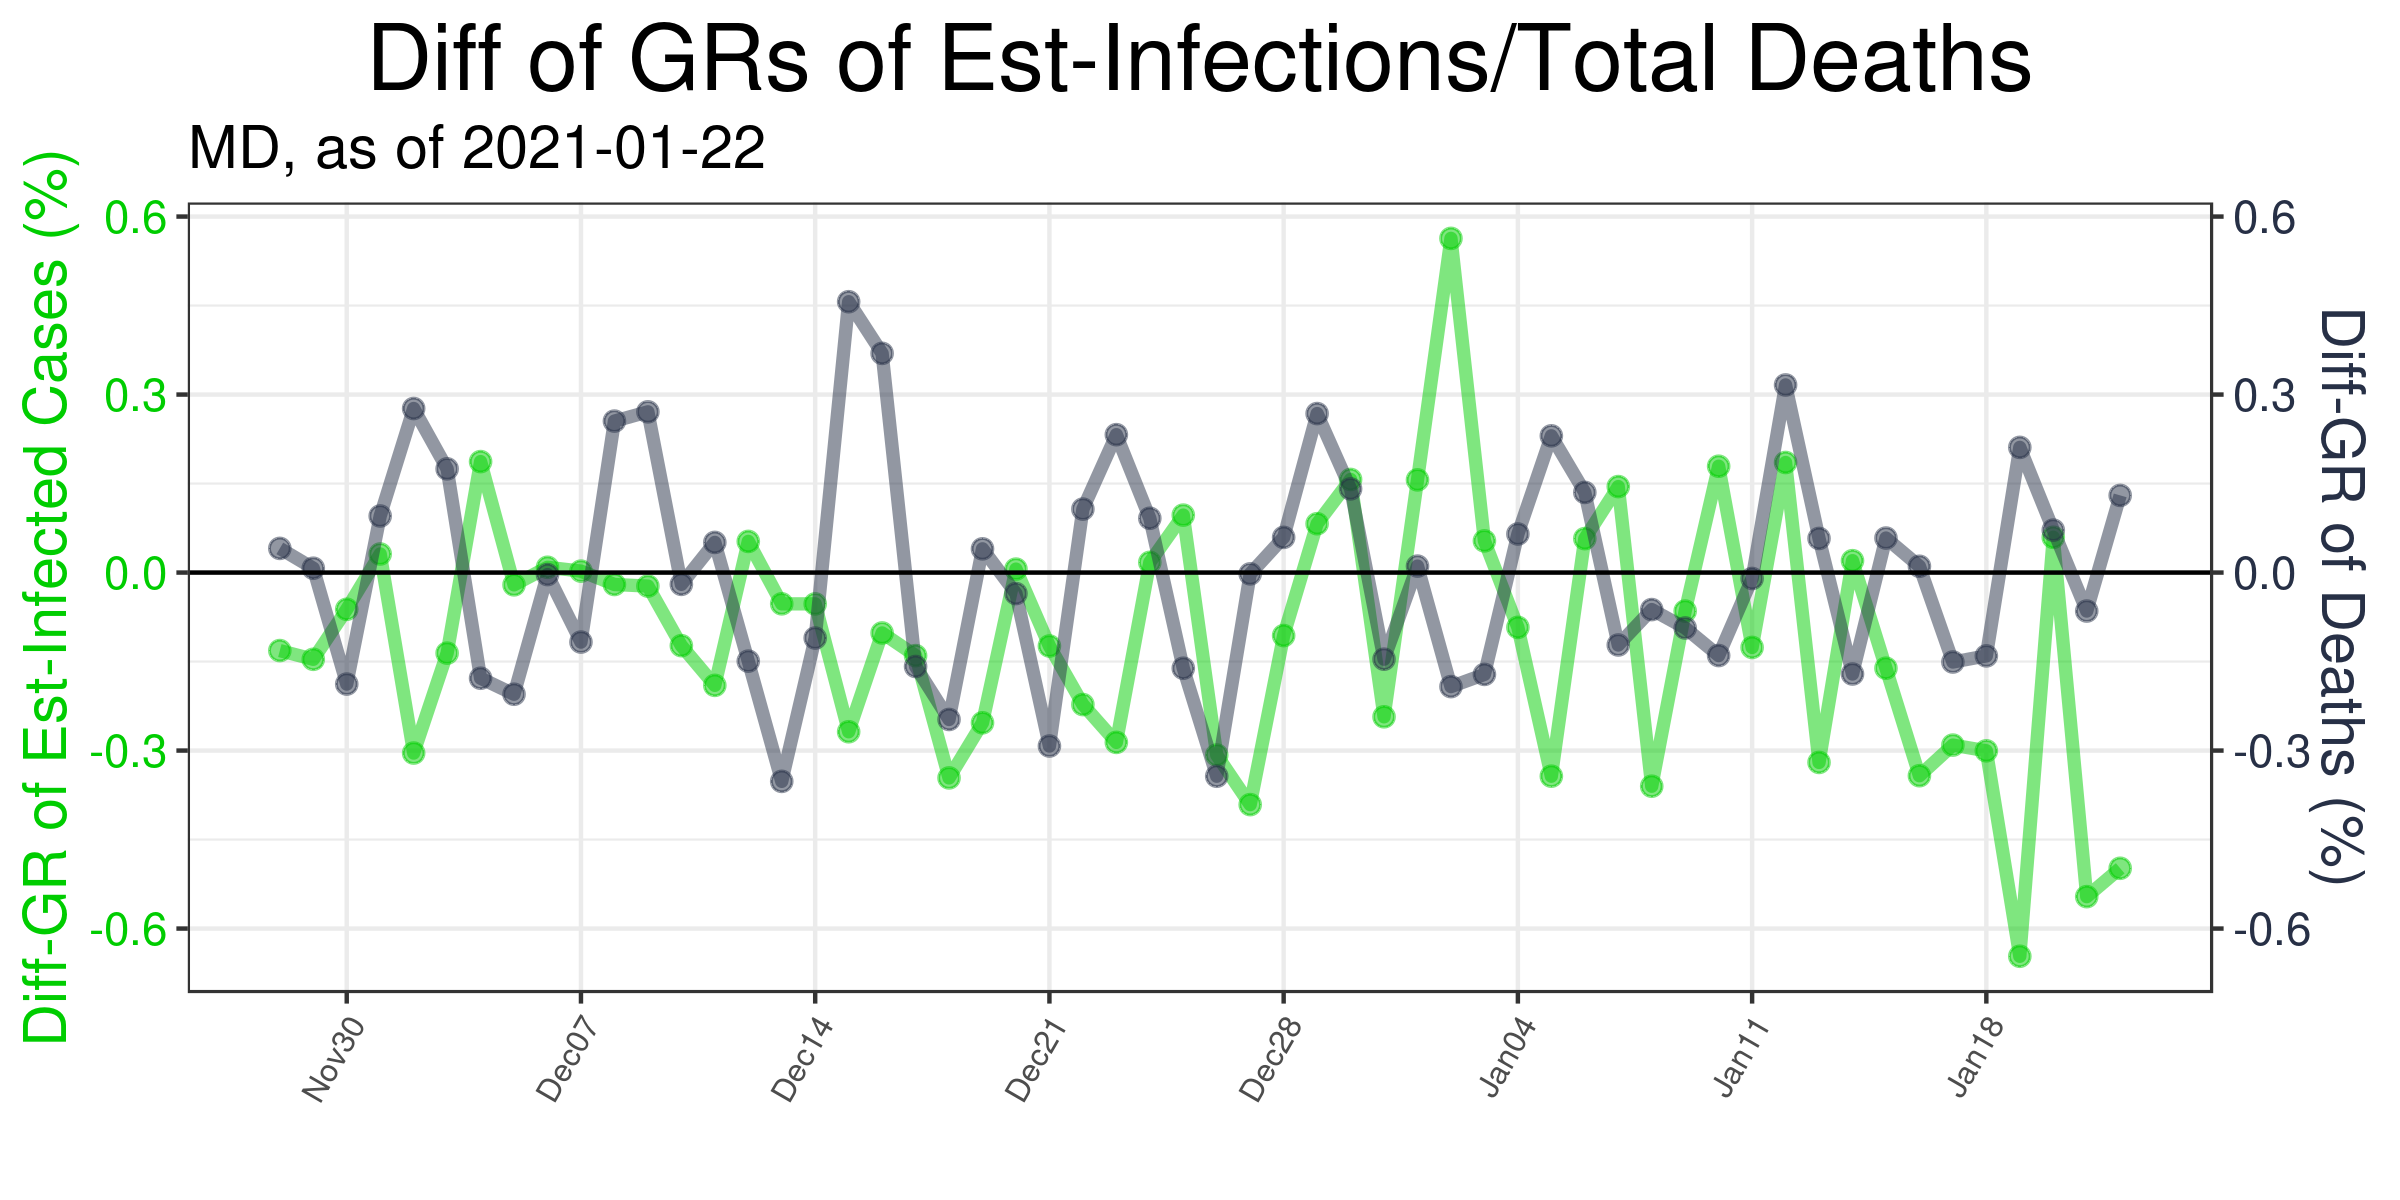 Diff of GRs of Est-Infections/Total Deaths
MD, as of 2021-01-22
Diff-GR of Est-Infected Cases (%)
0.6
0.3
0.0
-0.3
-0.6
0.6
0.3
0.0
-0.3
-0.6
Diff-GR of Deaths (%)
Nov30
Dec07
Dec14
Dec21
Dec28
Jan04
Jan11
Jan18